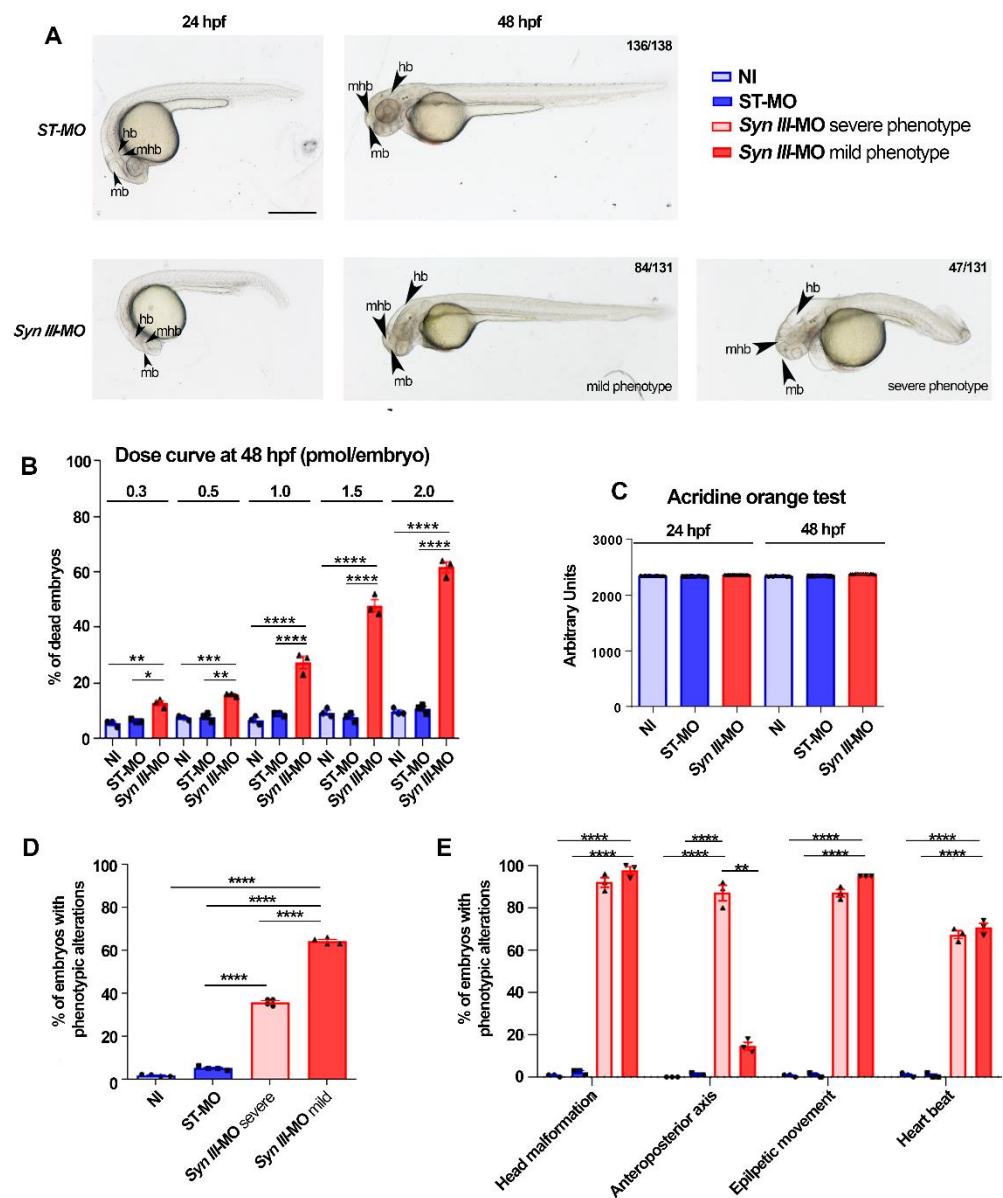 24 hpf
48 hpf
A
136/138
hb
mhb
mb
ST-MO
hb
mhb
mb
NI
ST-MO
Syn III-MO severe phenotype
Syn III-MO mild phenotype
84/131
47/131
hb
mhb
mb
hb
mhb
mb
hb
mhb
mb
Syn III-MO
mild phenotype
severe phenotype
B
Dose curve at 48 hpf (pmol/embryo)
0.3 0.5 1.0 1.5 2.0
% of dead embryos
100
80
60
40
20
0
** * *** ** **** **** **** **** **** ****
NI ST-MO Syn III-MO NI ST-MO Syn III-MO NI ST-MO Syn III-MO NI ST-MO Syn III-MO NI ST-MO Syn III-MO
C
Acridine orange test
24 hpf 48 hpf
Arbitrary Units
3000
2000
1000
0
NI ST-MO Syn III-MO NI ST-MO Syn III-MO
D
% of embryos with
phenotypic alterations
100
80
60
40
20
0
****
****
****
****
NI ST-MO Syn III-MO severe Syn III-MO mild
E
% of embryos with
phenotypic alterations
100
80
60
40
20
0
**** **** **** ****
**** **** **** ****
**
Head malformation Anteroposterior axis Epilpetic movement Heart beat